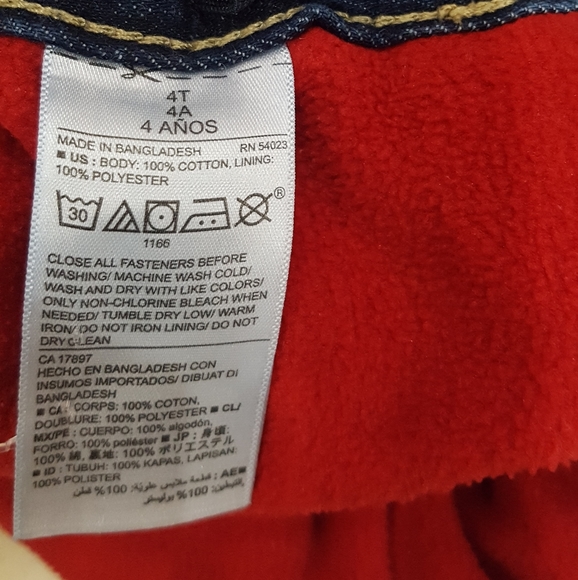 4T
4A
4 AÑOS
MADE IN BANGLADESH RN 54023
■ US : BODY: 100% COTTON, LINING:
100% POLYESTER
30 ®
1166
CLOSE ALL FASTENERS BEFORE
WASHING/ MACHINE WASH COLD/
WASH AND DRY WITH LIKE COLORS/
ONLY NON-CHLORINE BLEACH WHEN
NEEDED/ TUMBLE DRY LOW/ WARM
IRON/ DO NOT IRON LINING/ DO NOT
DRY CLEAN
CA 17897
HECHO EN BANGLADESH CON
INSUMOS IMPORTADOS/ DIBUAT DI
BANGLADESH
■ CA : CORPS: 100% COTON,
DOUBLURE: 100% POLYESTER ■ CL/
MX/PE : CUERPO: 100% algodón,
FORRO: 100% poliéster ■ JP : 身頃:
100% 綿, 裏地: 100% ポリエステル
■ ID : TUBUH: 100% KAPAS, LAPISAN:
100% POLISTER ■ AE :
100% قطن
100% بوليستر